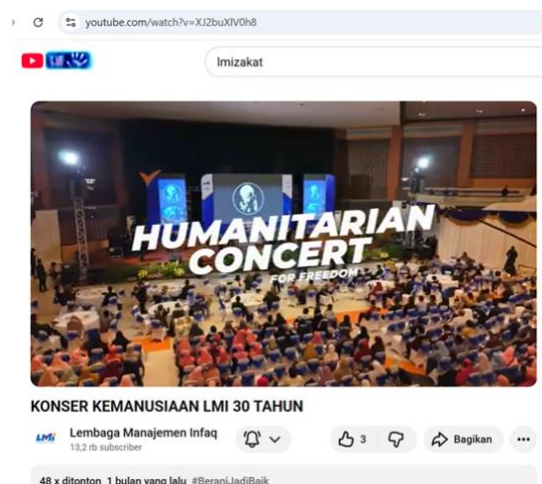 youtube.com/watch?v=XJ2buXlV0h8
lmizakat
HUMANITARIAN
CONCERT
FOR FREEDOM
KONSER KEMANUSIAAN LMI 30 TAHUN
LMI
Lembaga Manajemen Infaq
13,2 rb subscriber
3
Bagikan
48 x ditonton 1 bulan yang lalu #BeraniJadiBaik